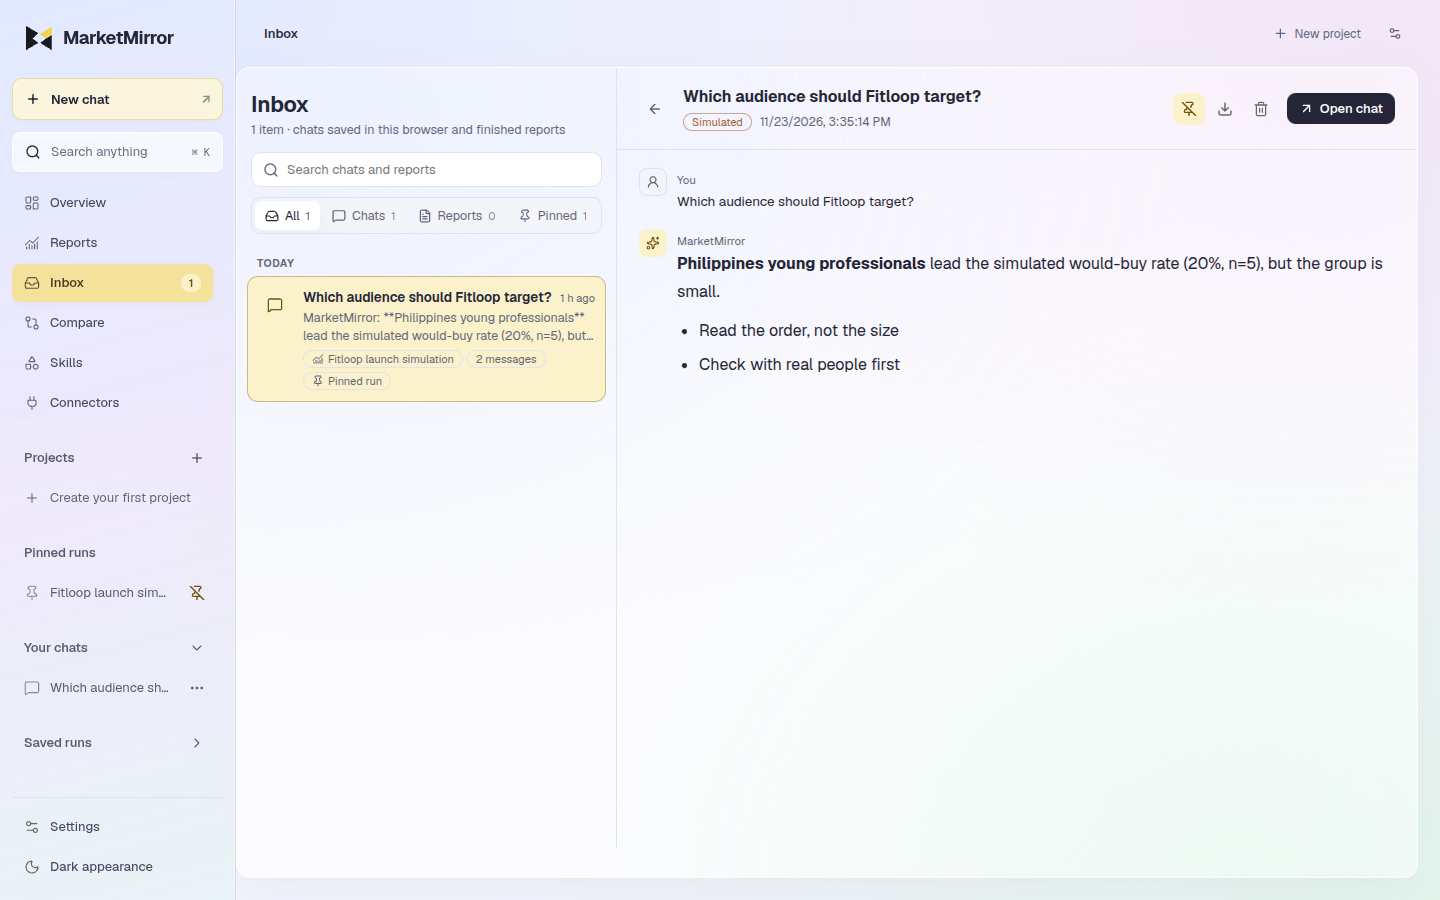 MarketMirror
New chat
Search anything
⌘ K
Overview
Reports
Inbox
1
Compare
Skills
Connectors
Projects
Create your first project
Pinned runs
Fitloop launch sim...
Your chats
Which audience sh...
Saved runs
Settings
Dark appearance
Inbox
New project
Inbox
1 item · chats saved in this browser and finished reports
Search chats and reports
All 1
Chats 1
Reports 0
Pinned 1
TODAY
Which audience should Fitloop target? 1 h ago
MarketMirror: **Philippines young professionals**
lead the simulated would-buy rate (20%, n=5), but...
Fitloop launch simulation
2 messages
Pinned run
Which audience should Fitloop target?
Simulated
11/23/2026, 3:35:14 PM
Open chat
You
Which audience should Fitloop target?
MarketMirror
Philippines young professionals lead the simulated would-buy rate (20%, n=5), but the group is
small.
• Read the order, not the size
• Check with real people first